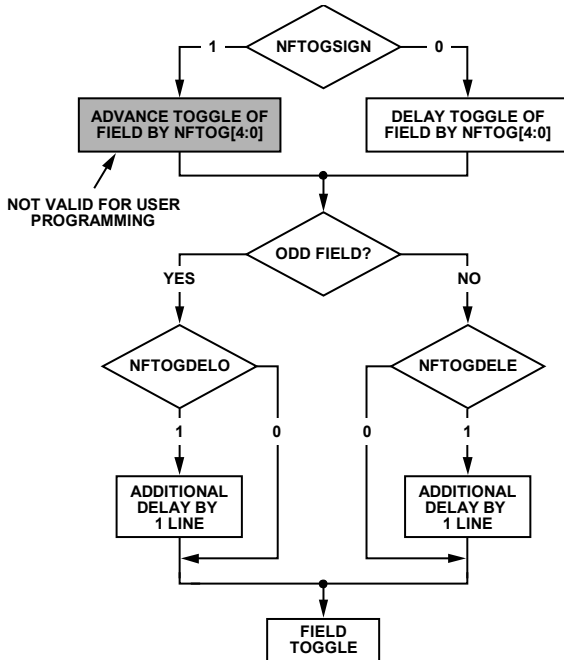 1
NFTOGSIGN
0
ADVANCE TOGGLE OF
FIELD BY NFTOG[4:0]
DELAY TOGGLE OF
FIELD BY NFTOG[4:0]
NOT VALID FOR USER
PROGRAMMING
ODD FIELD?
YES
NO
NFTOGDELO
NFTOGDELE
1
0
0
1
ADDITIONAL
DELAY BY
1 LINE
ADDITIONAL
DELAY BY
1 LINE
FIELD
TOGGLE